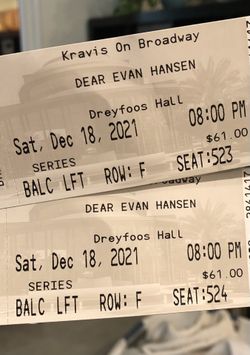 Kravis On Broadway
DEAR EVAN HANSEN
Dreyfoos Hall
Sat, Dec 18, 2021 08:00 PM
$61.00
SERIES
BALC LFT ROW: F SEAT:523
Broadway
DEAR EVAN HANSEN
Dreyfoos Hall
Sat, Dec 18, 2021 08:00 PM
$61.00
SERIES
BALC LFT ROW: F SEAT:524